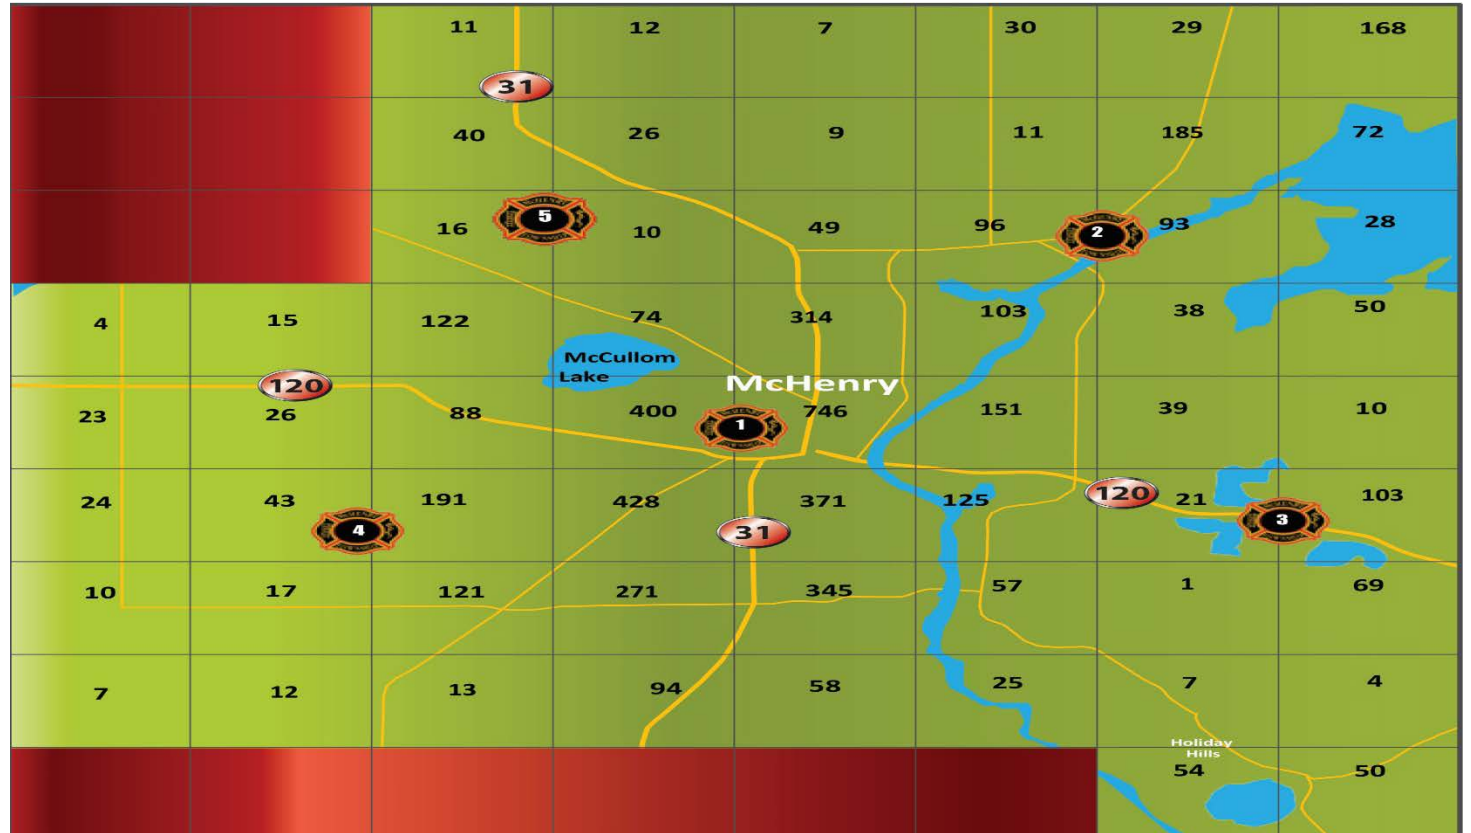 11 12 7 30 29 168
31
40 26 9 11 185 72
16 5 10 49 96 2 93 28
4 15 122 74 314 103 38 50
McCullom
Lake
120
McHenry
23 26 88 400 1 746 151 39 10
24 43 191 428 371 125 120 21 103
4 31 3
10 17 121 271 345 57 1 69
7 12 13 94 58 25 7 4
Holiday
Hills
54 50